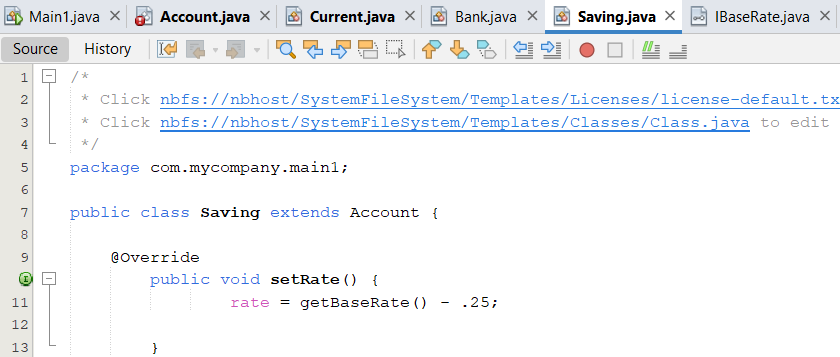 Main1.java Account.java Current.java Bank.java Saving.java IBaseRate.java
Source History
1 /*
2 * Click nbfs://nbhost/SystemFileSystem/Templates/Licenses/license-default.tx
3 * Click nbfs://nbhost/SystemFileSystem/Templates/Classes/Class.java to edit
4 */
5 package com.mycompany.main1;
6
7 public class Saving extends Account {
8
9 @Override
public void setRate() {
11 rate = getBaseRate() - .25;
12
13 }